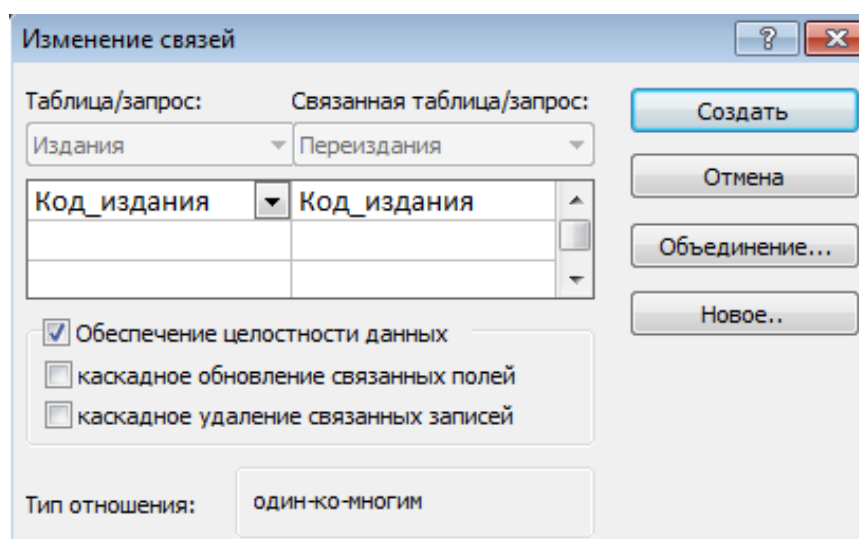 Изменение связей
Таблица/запрос: Связанная таблица/запрос:
Создать
Издания Переиздания
Отмена
Код_издания Код_издания
Объединение...
Новое..
Обеспечение целостности данных
каскадное обновление связанных полей
каскадное удаление связанных записей
Тип отношения: один-ко-многим